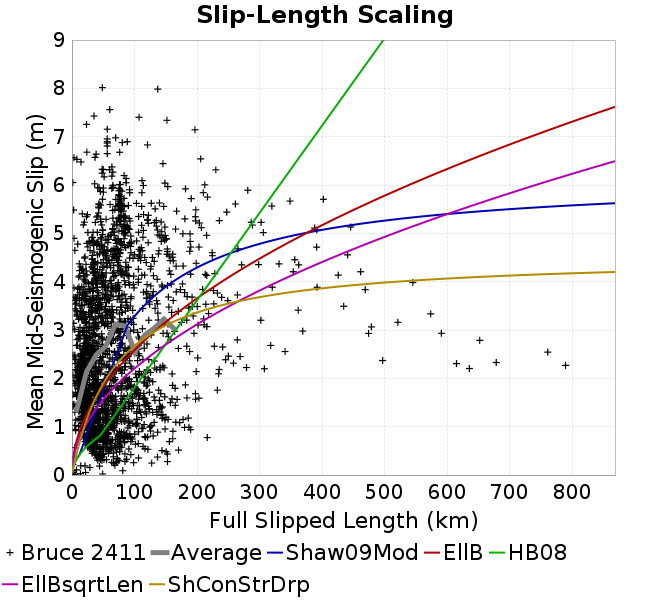 Slip-Length Scaling
Mean Mid-Seismogenic Slip (m)
9
8
7
6
5
4
3
2
1
0
0 100 200 300 400 500 600 700 800
Full Slipped Length (km)
Bruce 2411 Average Shaw09Mod EllB HB08
EllBsqrtLen ShConStrDrp